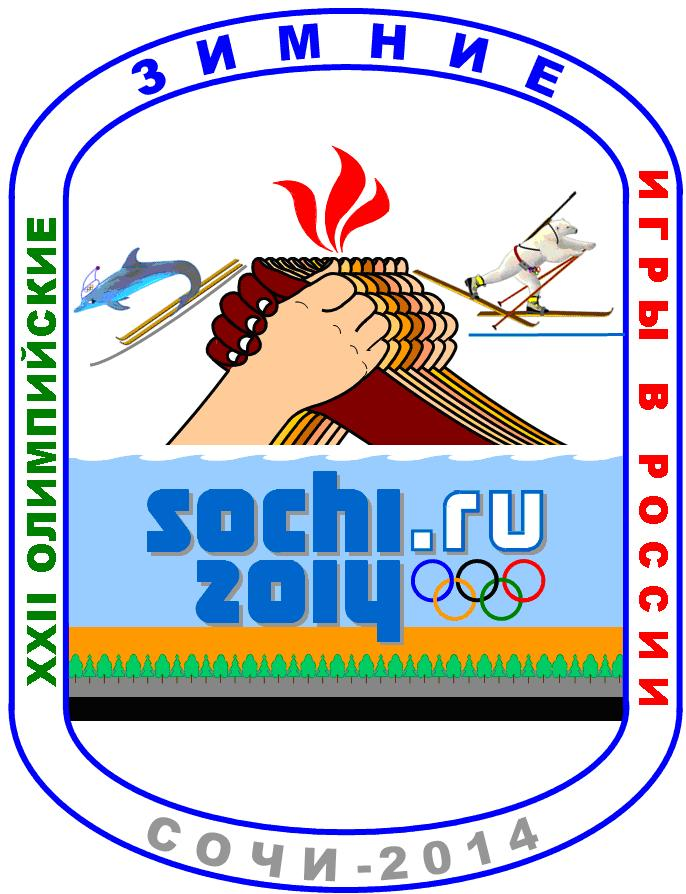 XXII ОЛИМПИЙСКИЕ
ЗИМНИЕ
ИГРЫ В РОССИИ
sochi.ru
2014
СОЧИ-2014